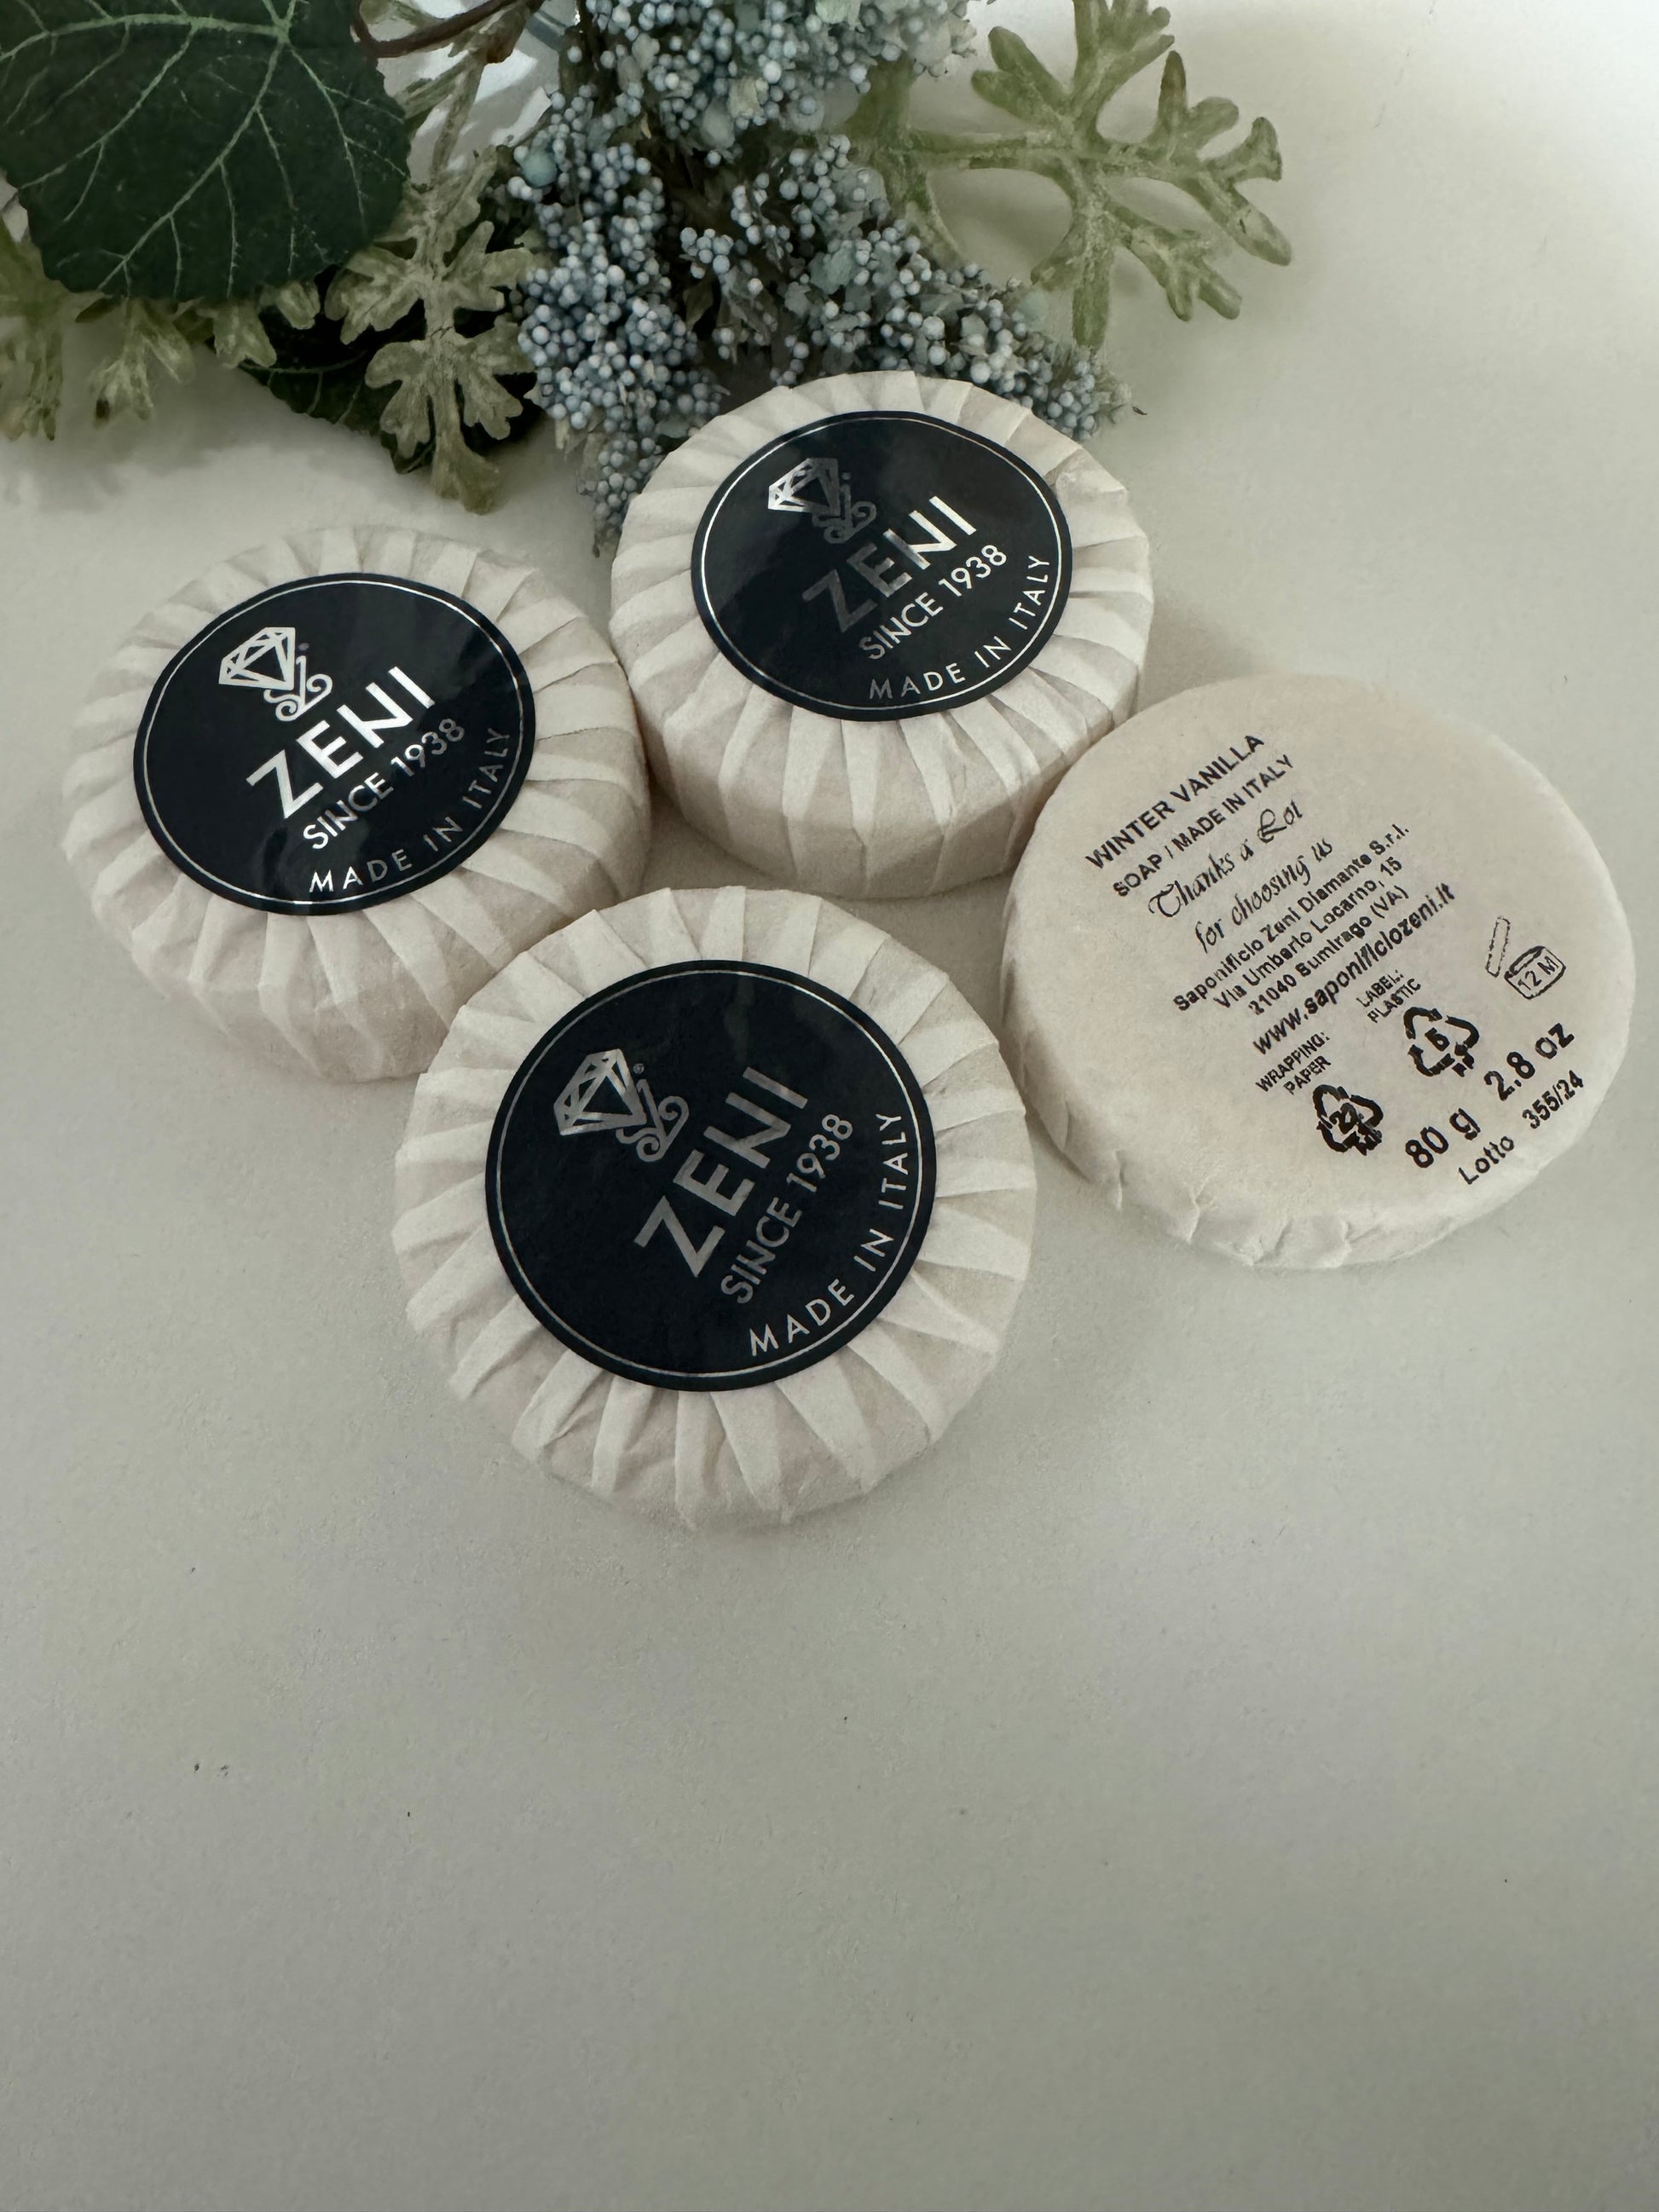 ZENI
SINCE 1938
MADE IN ITALY
ZENI
SINCE 1938
MADE IN ITALY
ZENI
SINCE 1938
MADE IN ITALY
WINTER VANILLA
SOAP / MADE IN ITALY
Thanks a Lot
for choosing us
Saponificio Zeni Diamante S.r.l.
Via Umberto Locarno, 15
21040 Sumirago (VA)
www.saponificiozeni.it
WRAPPING:
PAPER
22
LABEL:
PLASTIC
5
12 M
80 g 2.8 oz
Lotto 355/24